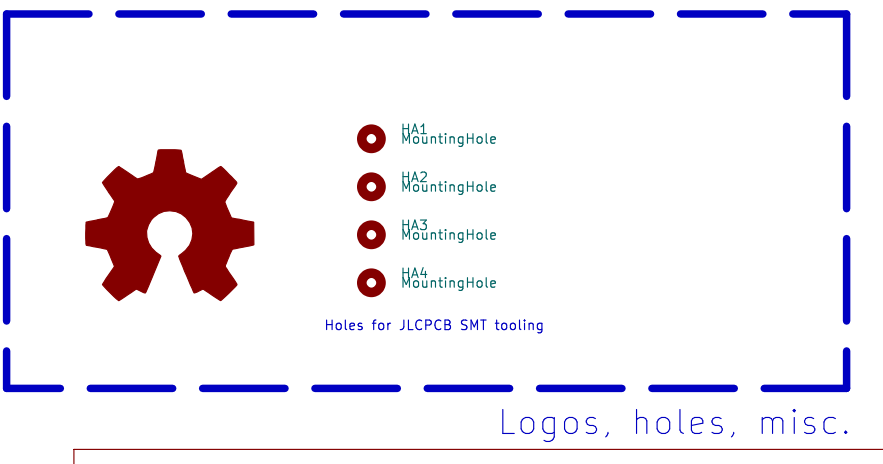 HA1
MountingHole
HA2
MountingHole
HA3
MountingHole
HA4
MountingHole
Holes for JLCPCB SMT tooling
Logos, holes, misc.